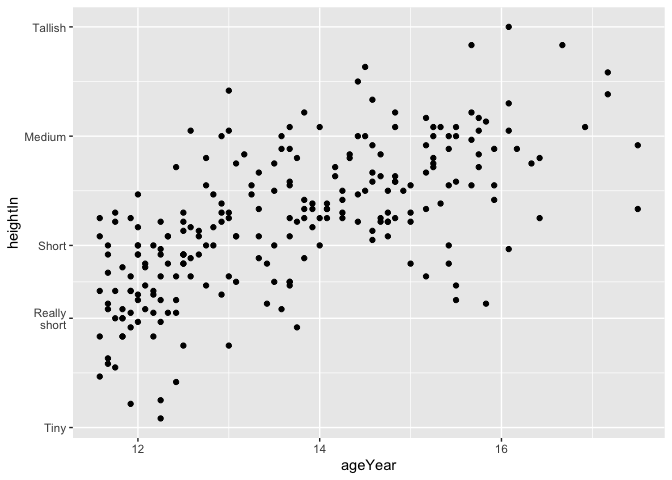 Tallish
Medium
Short
Really
short
Tiny
heightIn
12
14
16
ageYear